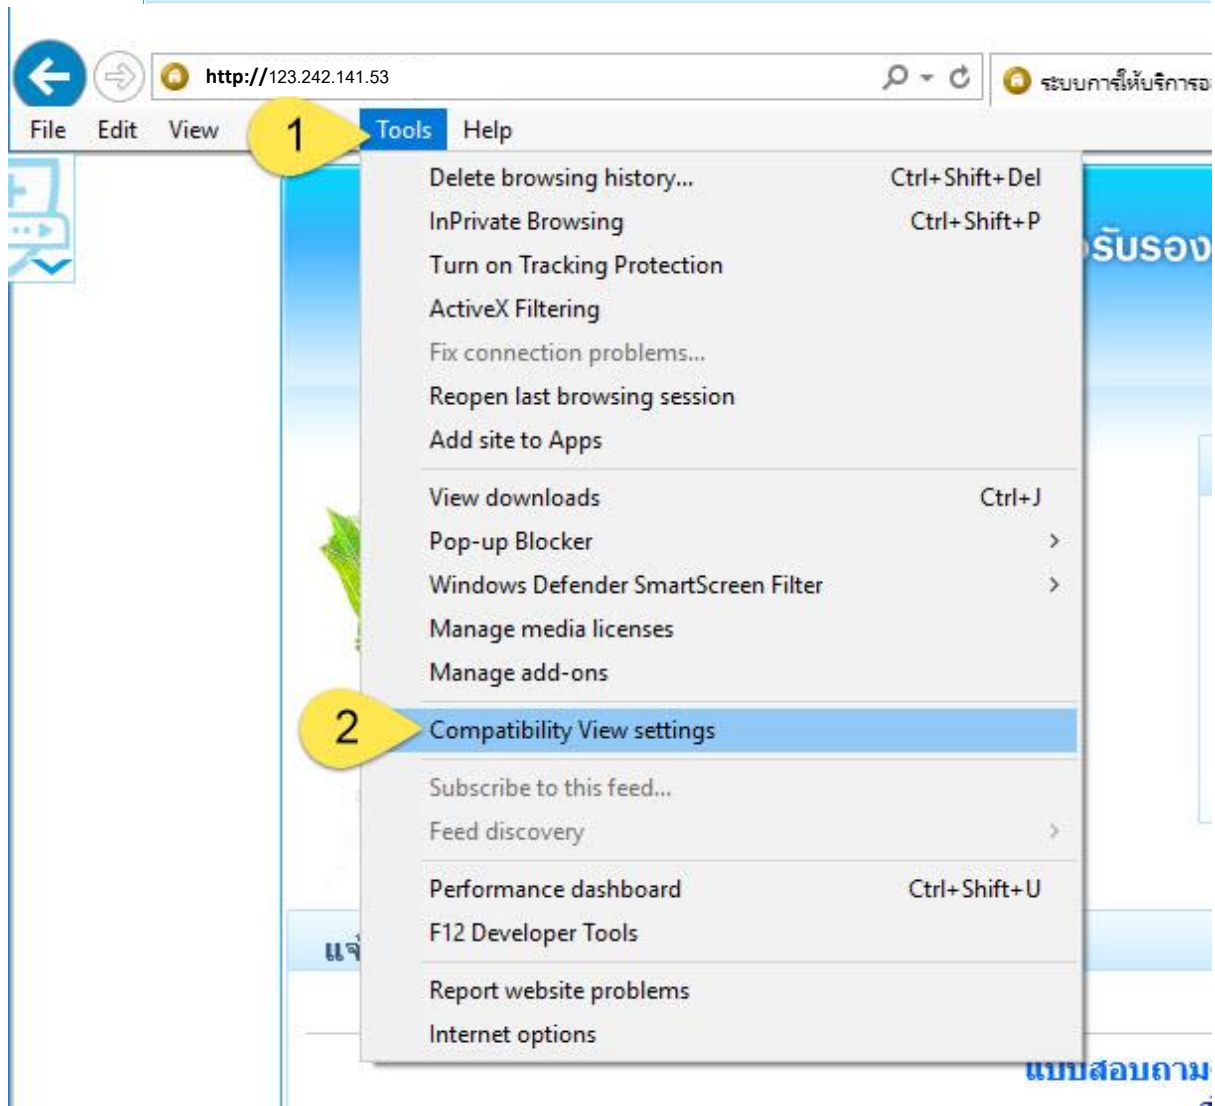 http://123.242.141.53
ระบบการให้บริการอ
File Edit View 1 Tools Help
Delete browsing history... Ctrl+Shift+Del
InPrivate Browsing Ctrl+Shift+P
Turn on Tracking Protection
รับรอง
ActiveX Filtering
Fix connection problems...
Reopen last browsing session
Add site to Apps
View downloads Ctrl+J
Pop-up Blocker
Windows Defender SmartScreen Filter
Manage media licenses
Manage add-ons
2 Compatibility View settings
Subscribe to this feed...
Feed discovery
Performance dashboard Ctrl+Shift+U
F12 Developer Tools
Report website problems
Internet options
แบบสอบถาม